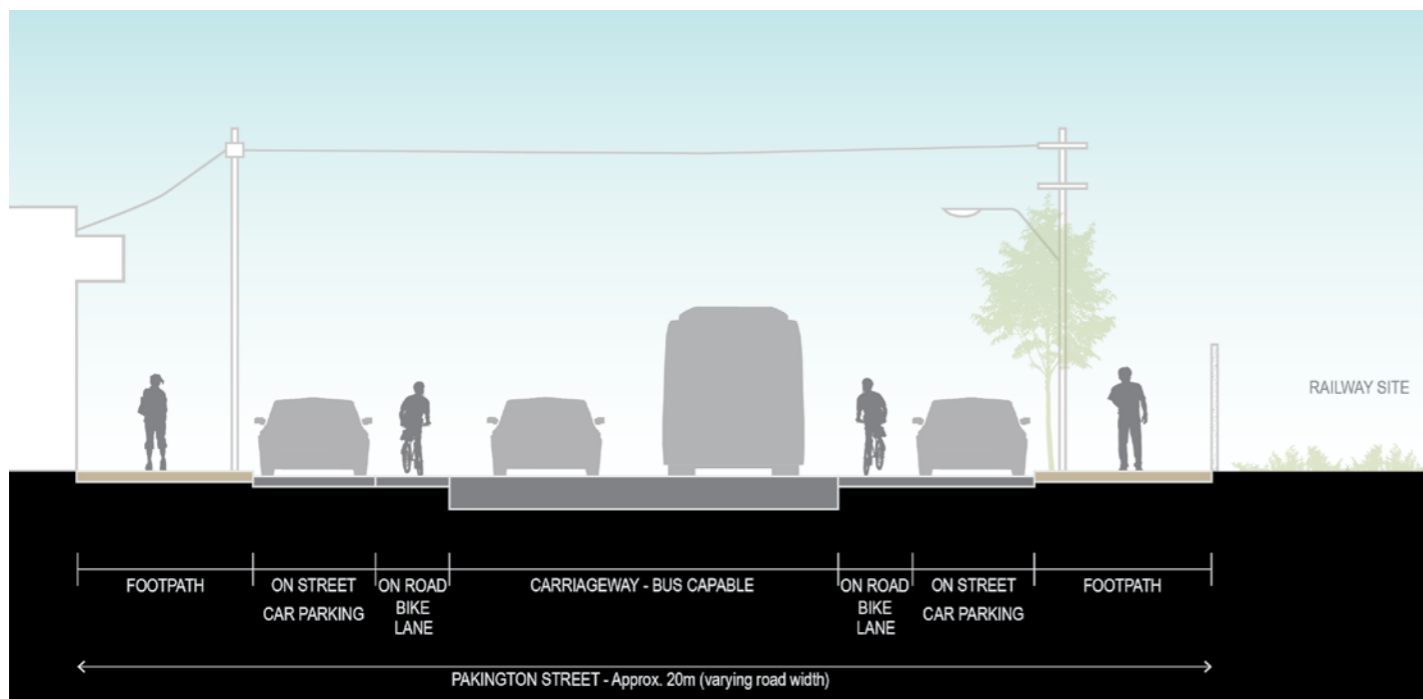 RAILWAY SITE
FOOTPATH
ON STREET
CAR PARKING
ON ROAD
BIKE
LANE
CARRIAGEWAY - BUS CAPABLE
ON ROAD
BIKE
LANE
ON STREET
CAR PARKING
FOOTPATH
PAKINGTON STREET - Approx. 20m (varying road width)